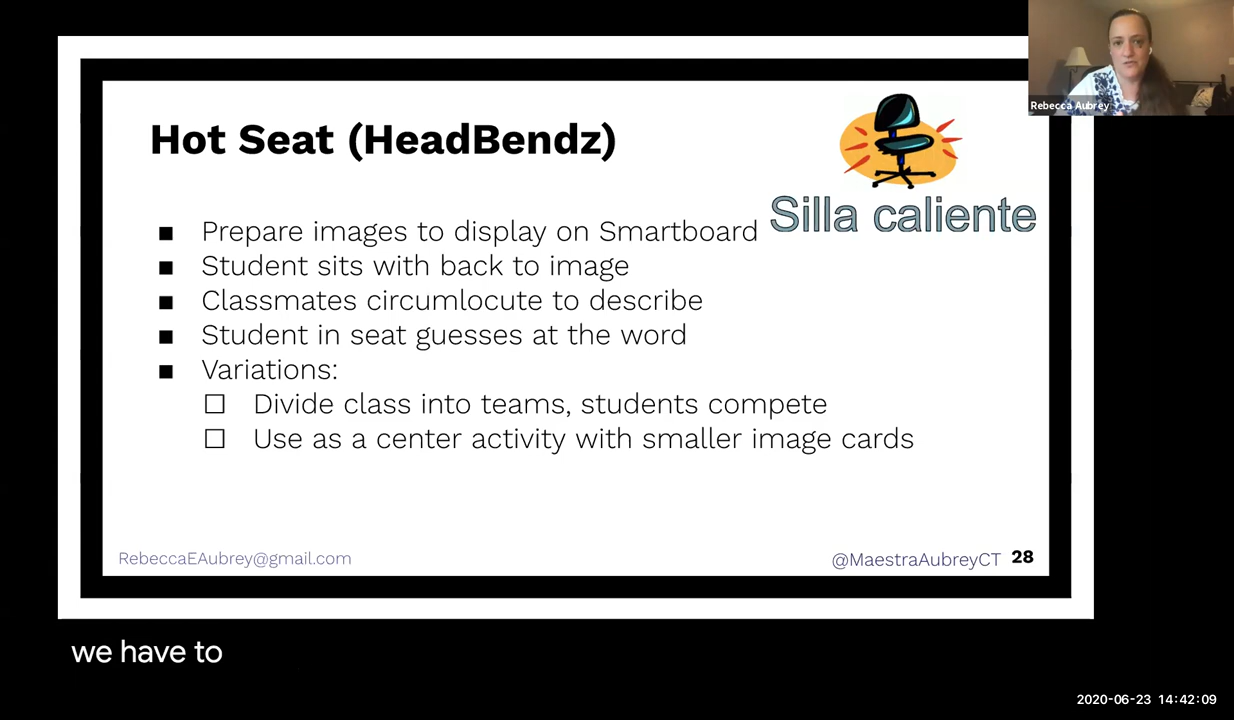 Rebecca Aubrey
Hot Seat (HeadBendz)
Silla caliente
■ Prepare images to display on Smartboard
■ Student sits with back to image
■ Classmates circumlocute to describe
■ Student in seat guesses at the word
■ Variations:
□ Divide class into teams, students compete
□ Use as a center activity with smaller image cards
RebeccaEAubrey@gmail.com
@MaestraAubreyCT 28
we have to
2020-06-23 14:42:09